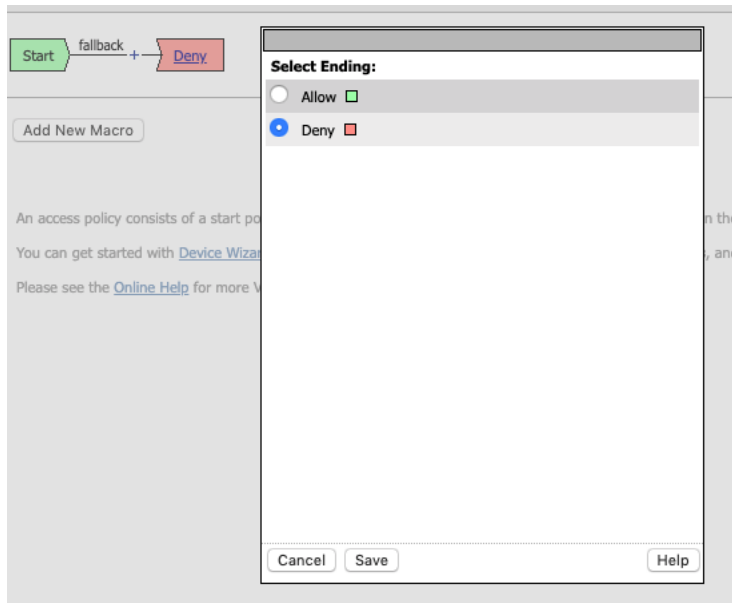 Start fallback + Deny
Select Ending:
Allow
Deny
Add New Macro
An access policy consists of a start po
n the
You can get started with Device Wizar
s, and
Please see the Online Help for more V
Cancel Save Help